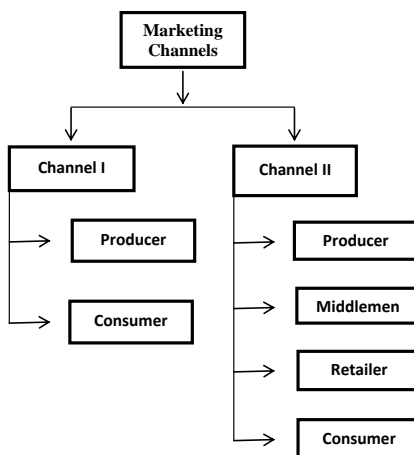 Marketing
Channels
Channel I
Channel II
Producer
Consumer
Producer
Middlemen
Retailer
Consumer